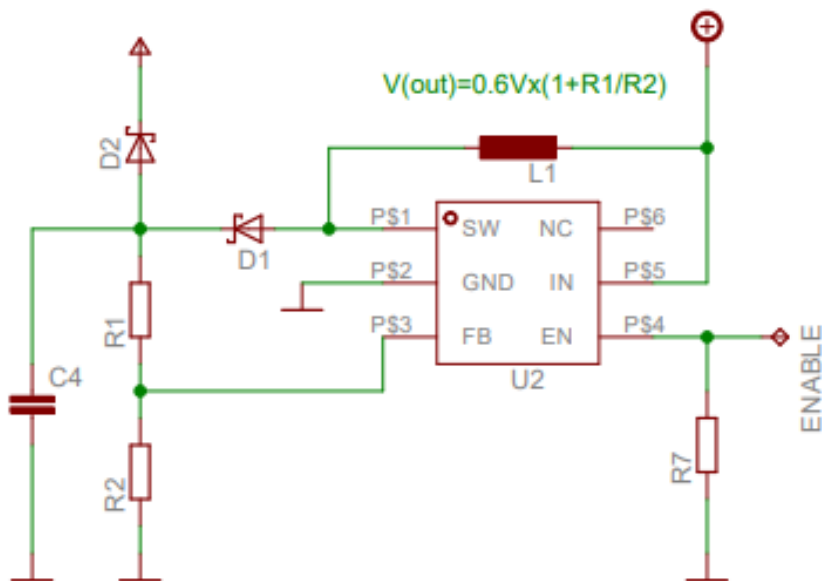 V(out)=0.6Vx(1+R1/R2)
D2
L1
P$1
SW
NC
P$6
D1
P$2
GND
IN
P$5
R1
P$3
FB
EN
P$4
U2
ENABLE
C4
R2
R7